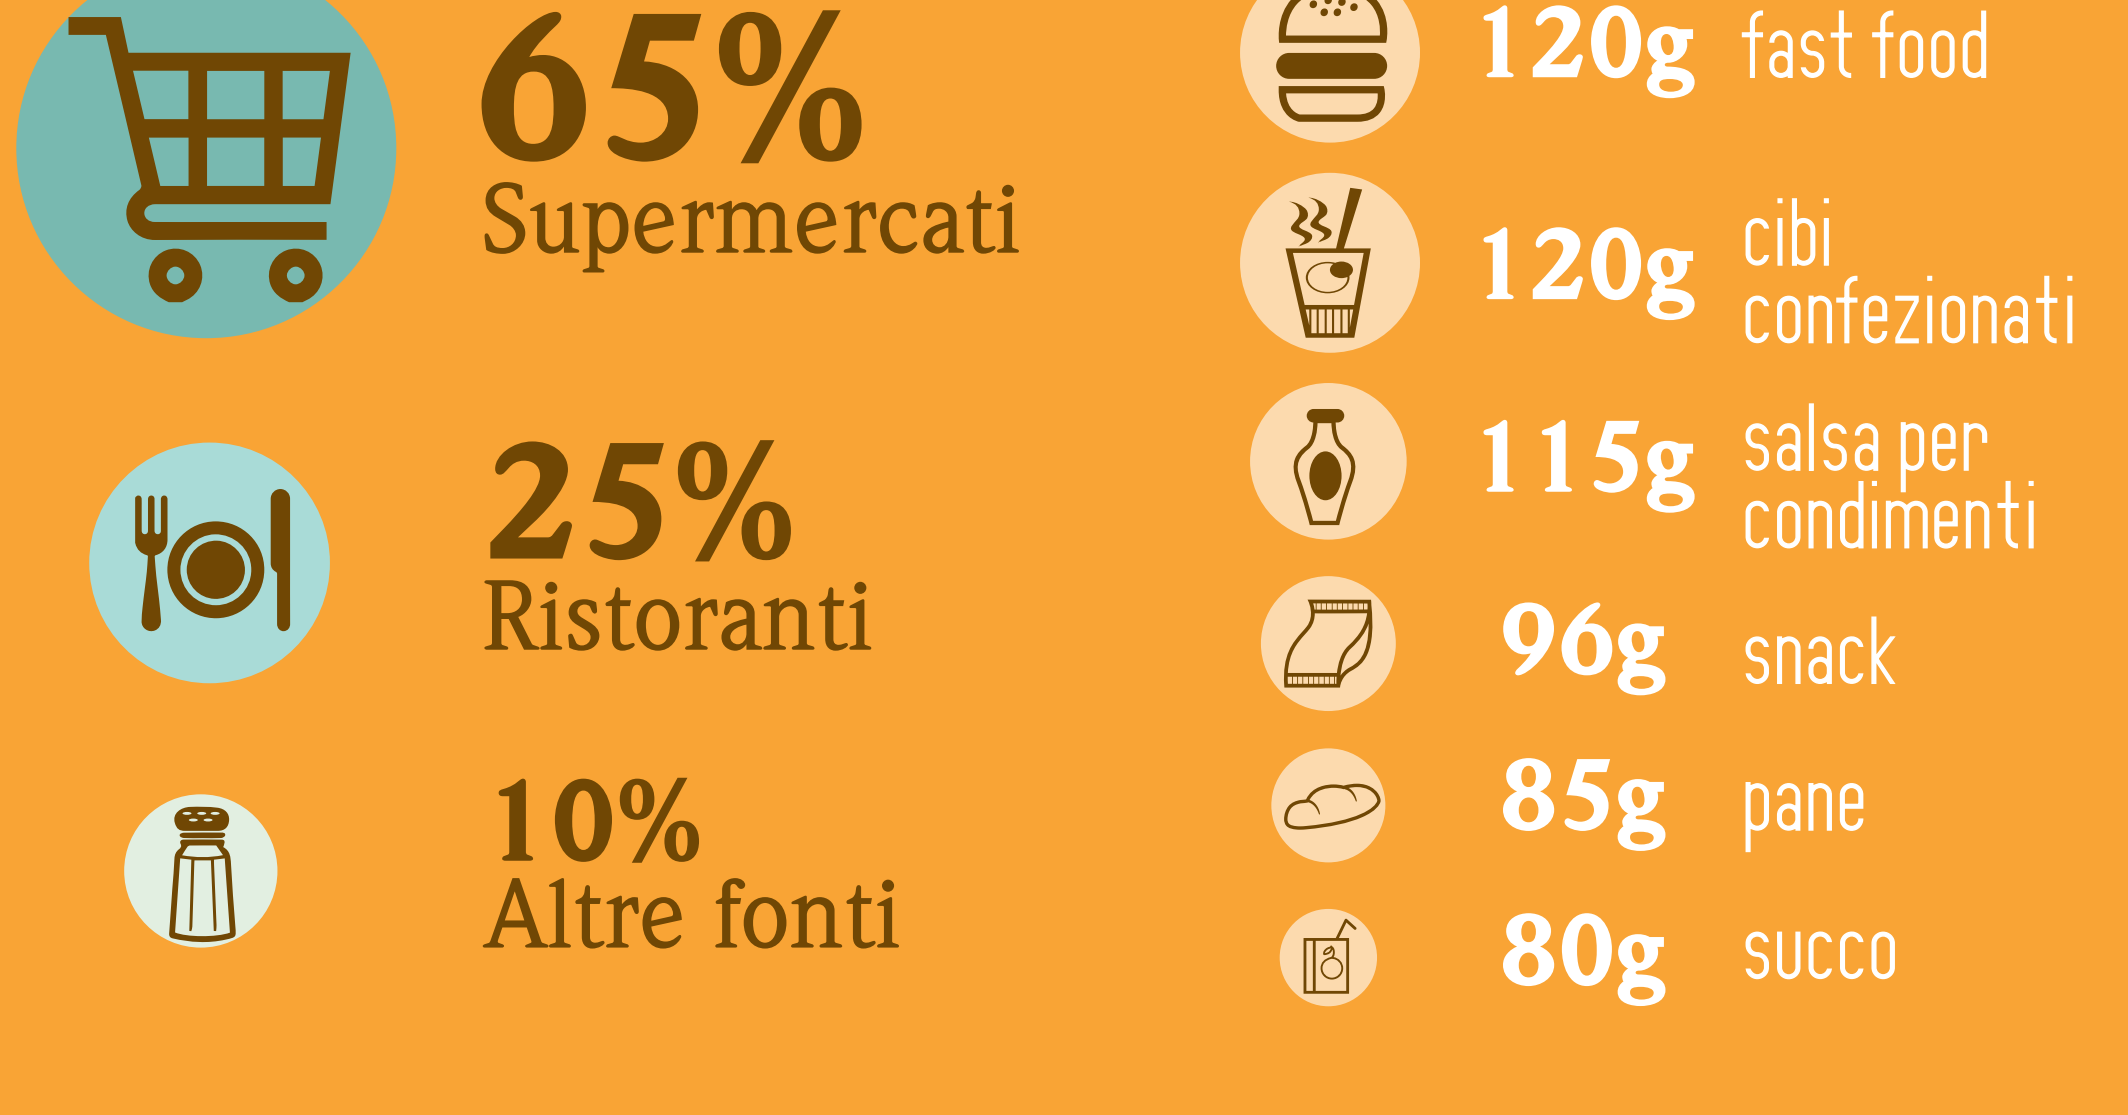 65%
Supermercati
25%
Ristoranti
10%
Altre fonti
120g fast food
120g cibi
confezionati
115g salsa per
condimenti
96g snack
85g pane
80g succo